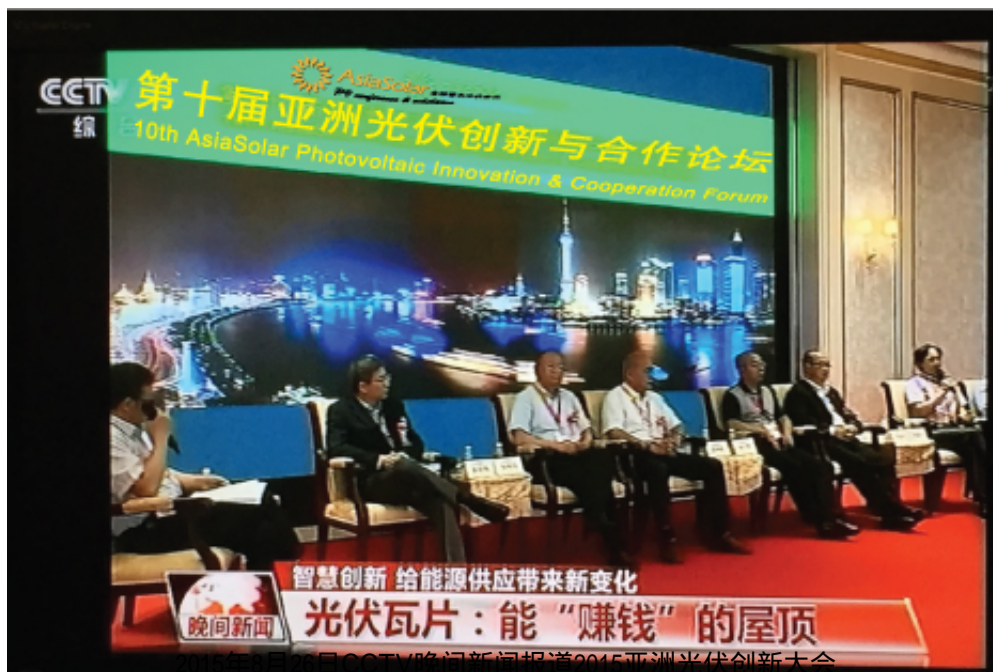 CCTV
综合
AsiaSolar
第十届亚洲光伏创新与合作论坛
10th AsiaSolar Photovoltaic Innovation & Cooperation Forum
智慧创新 给能源供应带来新变化
晚间新闻
光伏瓦片：能“赚钱”的屋顶
2015年8月26日CCTV晚间新闻报道2015亚洲光伏创新大会